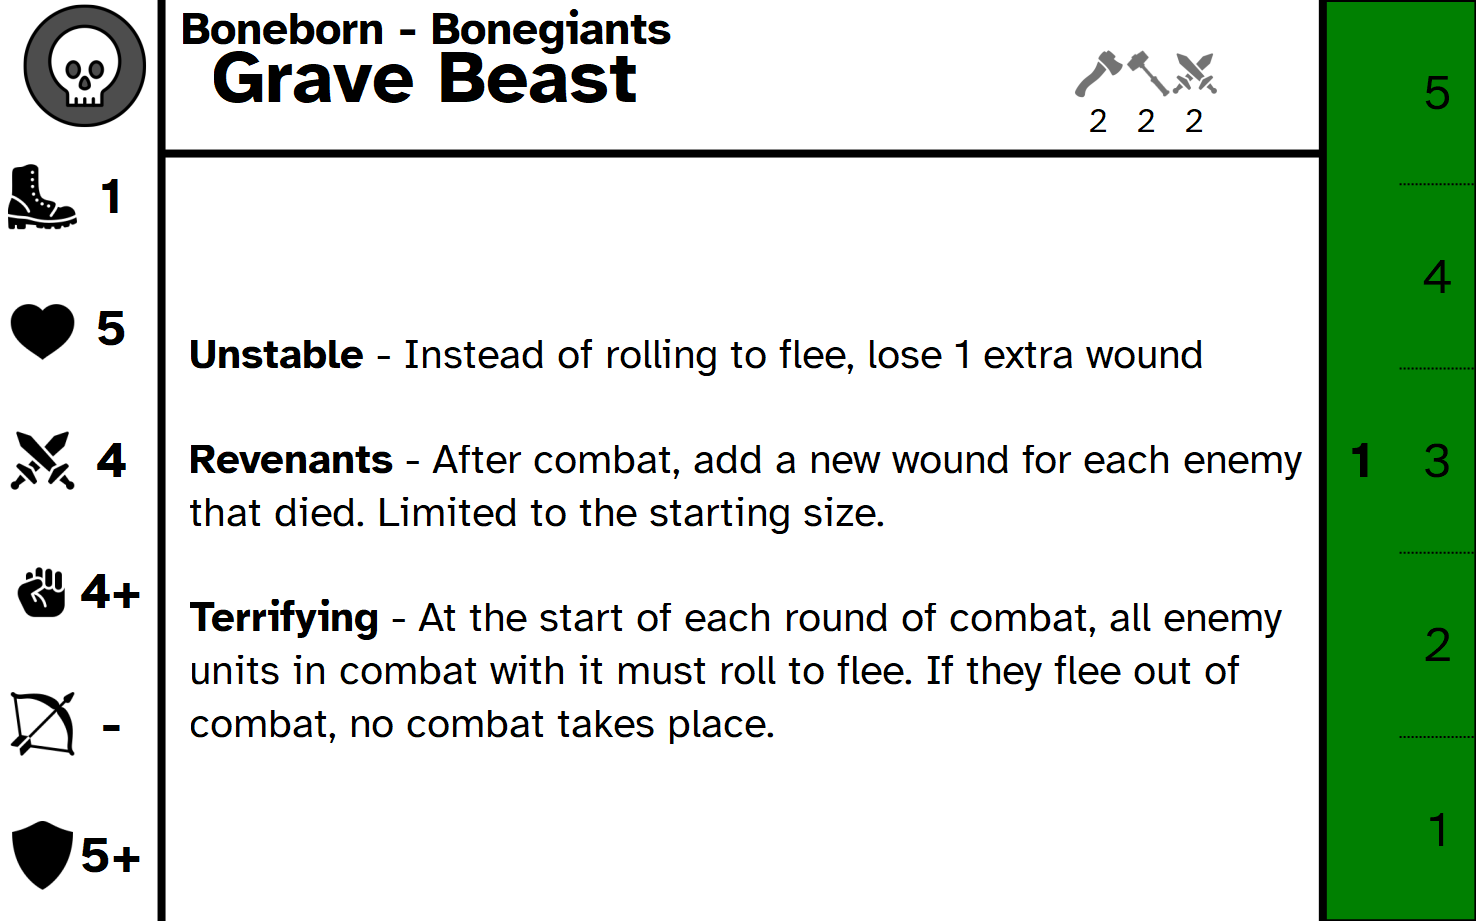 Boneborn - Bonegiants
Grave Beast
2 2 2
1
5
4
4+
-
5+
Unstable - Instead of rolling to flee, lose 1 extra wound
Revenants - After combat, add a new wound for each enemy
that died. Limited to the starting size.
Terrifying - At the start of each round of combat, all enemy
units in combat with it must roll to flee. If they flee out of
combat, no combat takes place.
5
4
1 3
2
1